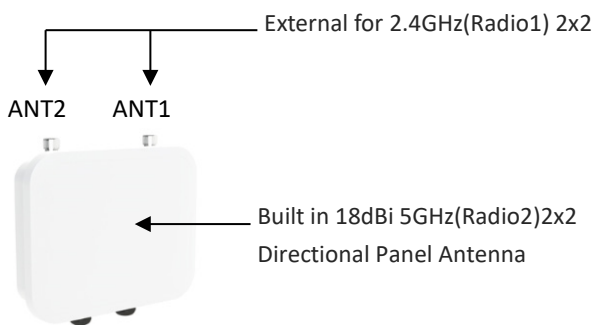 External for 2.4GHz(Radio1) 2x2
ANT2 ANT1
Built in 18dBi 5GHz(Radio2)2x2
Directional Panel Antenna